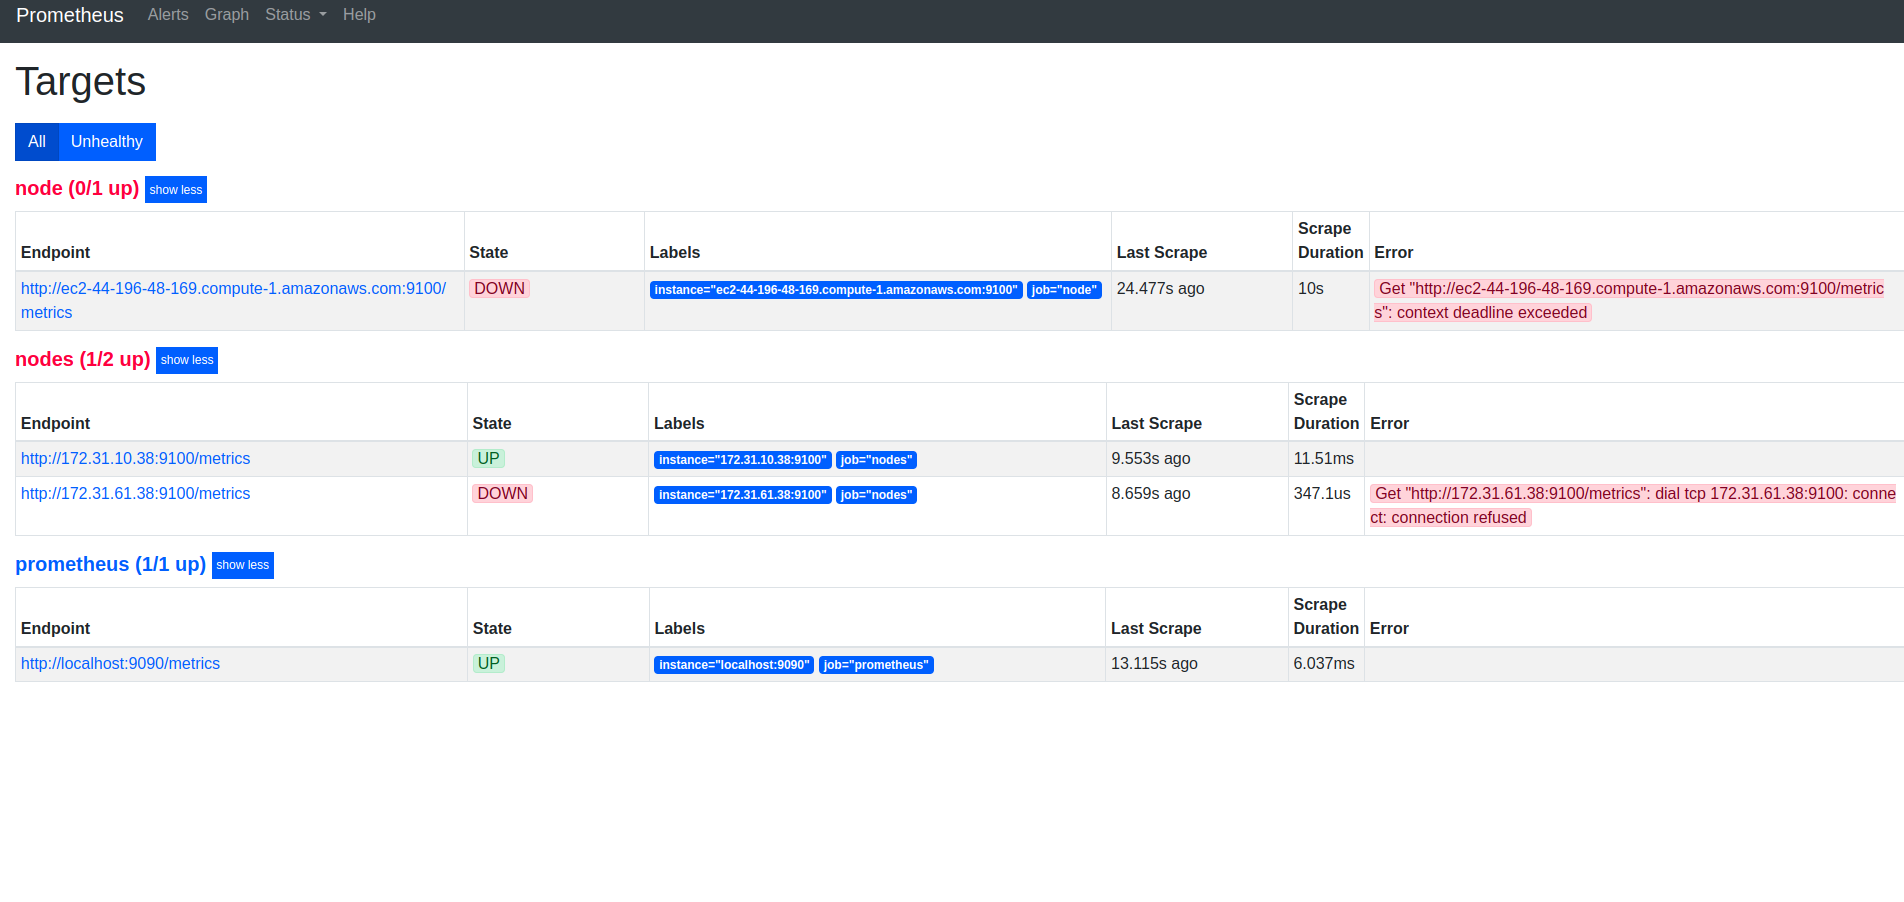 Prometheus Alerts Graph Status Help
Targets
All Unhealthy
node (0/1 up) show less
Endpoint State Labels Last Scrape Scrape Duration Error
http://ec2-44-196-48-169.compute-1.amazonaws.com:9100/metrics DOWN instance="ec2-44-196-48-169.compute-1.amazonaws.com:9100" job="node" 24.477s ago 10s Get "http://ec2-44-196-48-169.compute-1.amazonaws.com:9100/metrics": context deadline exceeded
nodes (1/2 up) show less
Endpoint State Labels Last Scrape Scrape Duration Error
http://172.31.10.38:9100/metrics UP instance="172.31.10.38:9100" job="nodes" 9.553s ago 11.51ms
http://172.31.61.38:9100/metrics DOWN instance="172.31.61.38:9100" job="nodes" 8.659s ago 347.1us Get "http://172.31.61.38:9100/metrics": dial tcp 172.31.61.38:9100: connect: connection refused
prometheus (1/1 up) show less
Endpoint State Labels Last Scrape Scrape Duration Error
http://localhost:9090/metrics UP instance="localhost:9090" job="prometheus" 13.115s ago 6.037ms